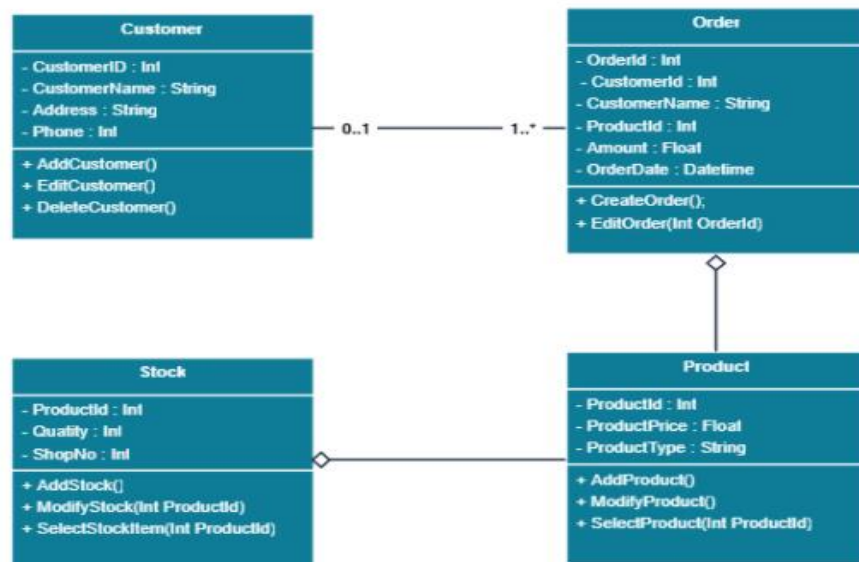 Customer
- CustomerID : Int
- CustomerName : String
- Address : String
- Phone : Int
+ AddCustomer()
+ EditCustomer()
+ DeleteCustomer()
0..1
1..*
Order
- OrderId : Int
- CustomerId : Int
- CustomerName : String
- ProductId : Int
- Amount : Float
- OrderDate : Datetime
+ CreateOrder();
+ EditOrder(Int OrderId)
Stock
- ProductId : Int
- Quatity : Int
- ShopNo : Int
+ AddStock()
+ ModifyStock(Int ProductId)
+ SelectStockItem(Int ProductId)
Product
- ProductId : Int
- ProductPrice : Float
- ProductType : String
+ AddProduct()
+ ModifyProduct()
+ SelectProduct(Int ProductId)